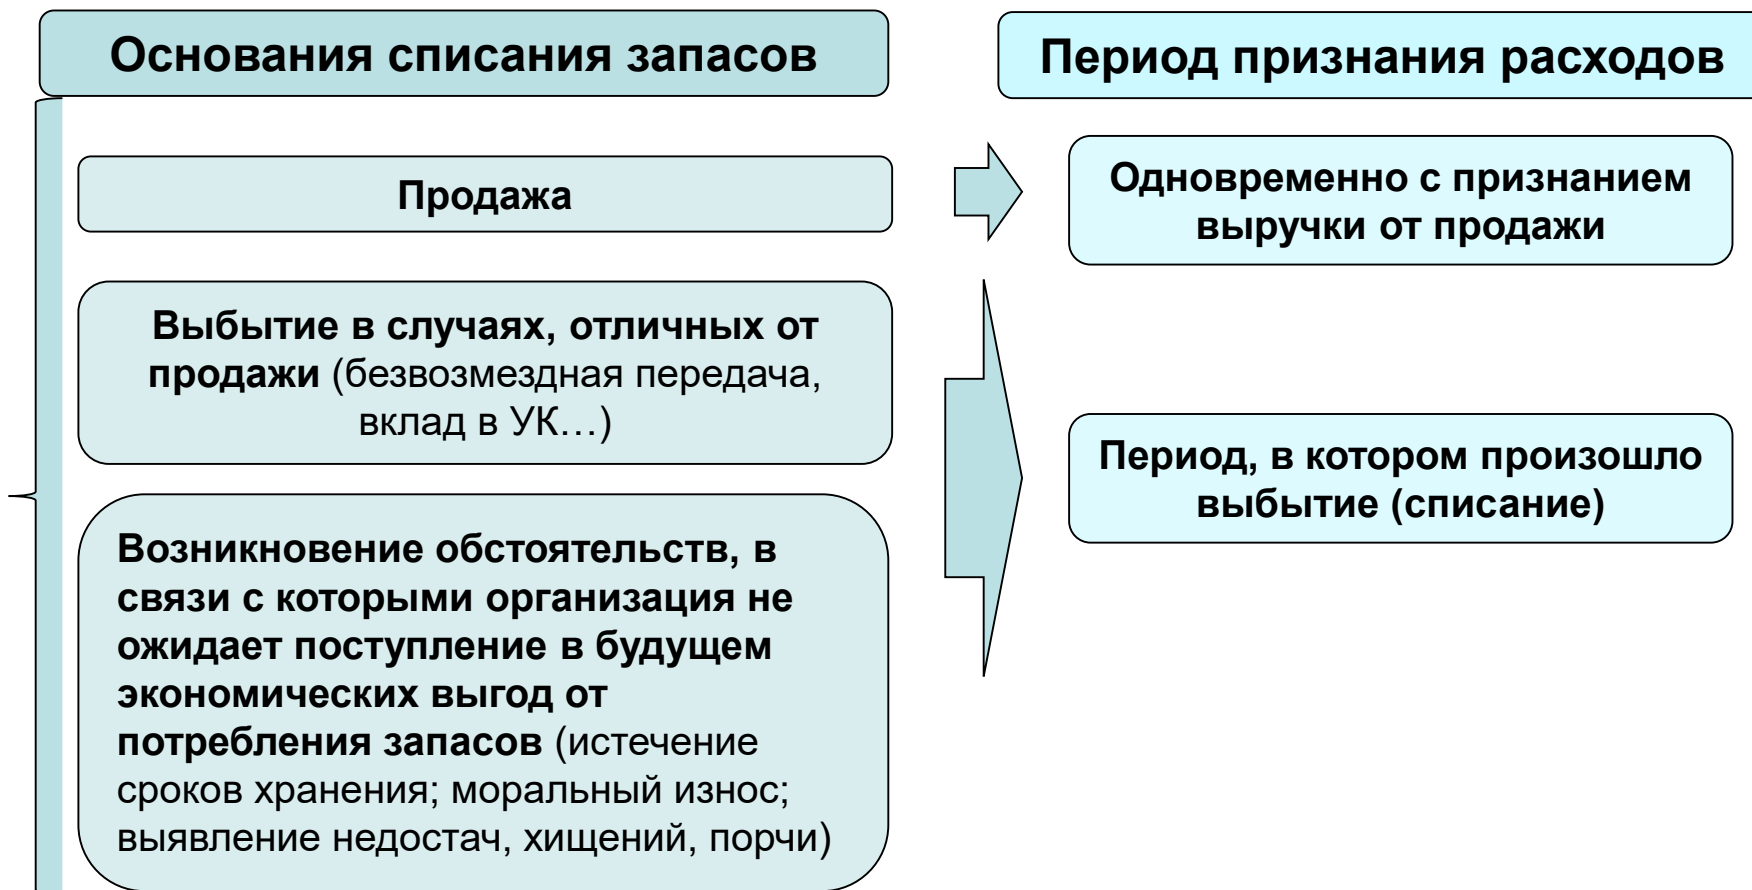 Основания списания запасов
Период признания расходов
Продажа
Одновременно с признанием
выручки от продажи
Выбытие в случаях, отличных от
продажи (безвозмездная передача,
вклад в УК…)
Период, в котором произошло
выбытие (списание)
Возникновение обстоятельств, в
связи с которыми организация не
ожидает поступление в будущем
экономических выгод от
потребления запасов (истечение
сроков хранения; моральный износ;
выявление недостач, хищений, порчи)